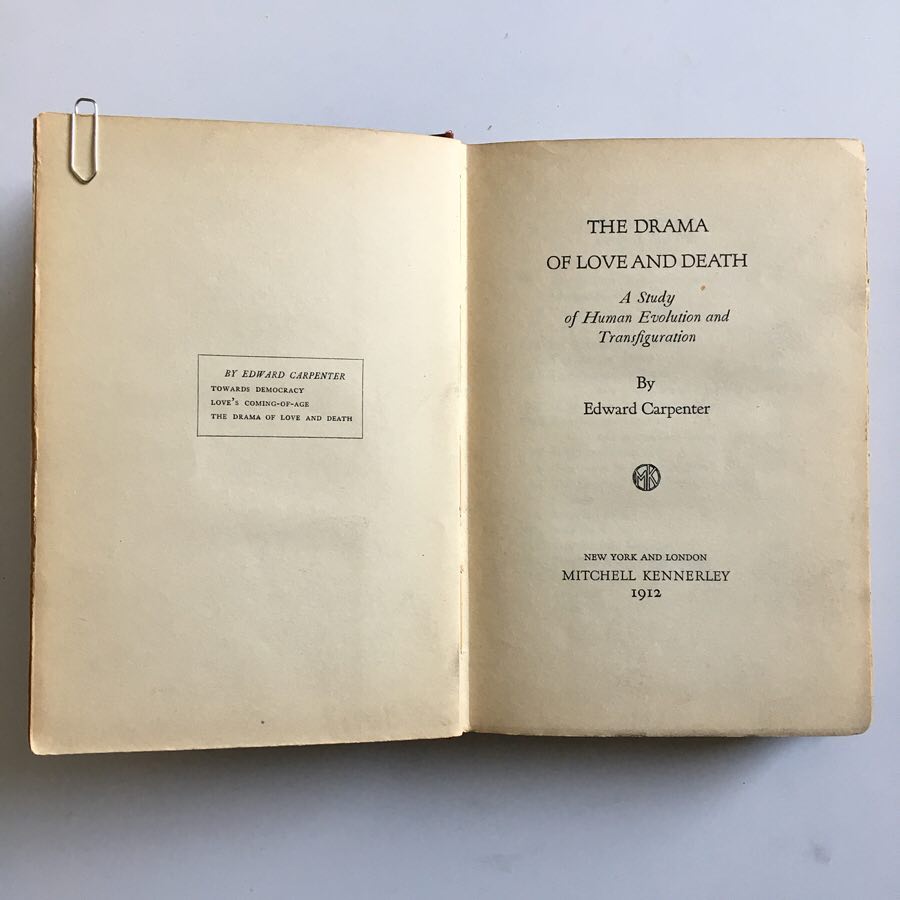 BY EDWARD CARPENTER
TOWARDS DEMOCRACY
LOVE'S COMING-OF-AGE
THE DRAMA OF LOVE AND DEATH
THE DRAMA
OF LOVE AND DEATH
A Study
of Human Evolution and
Transfiguration
By
Edward Carpenter
MK
NEW YORK AND LONDON
MITCHELL KENNERLEY
1912